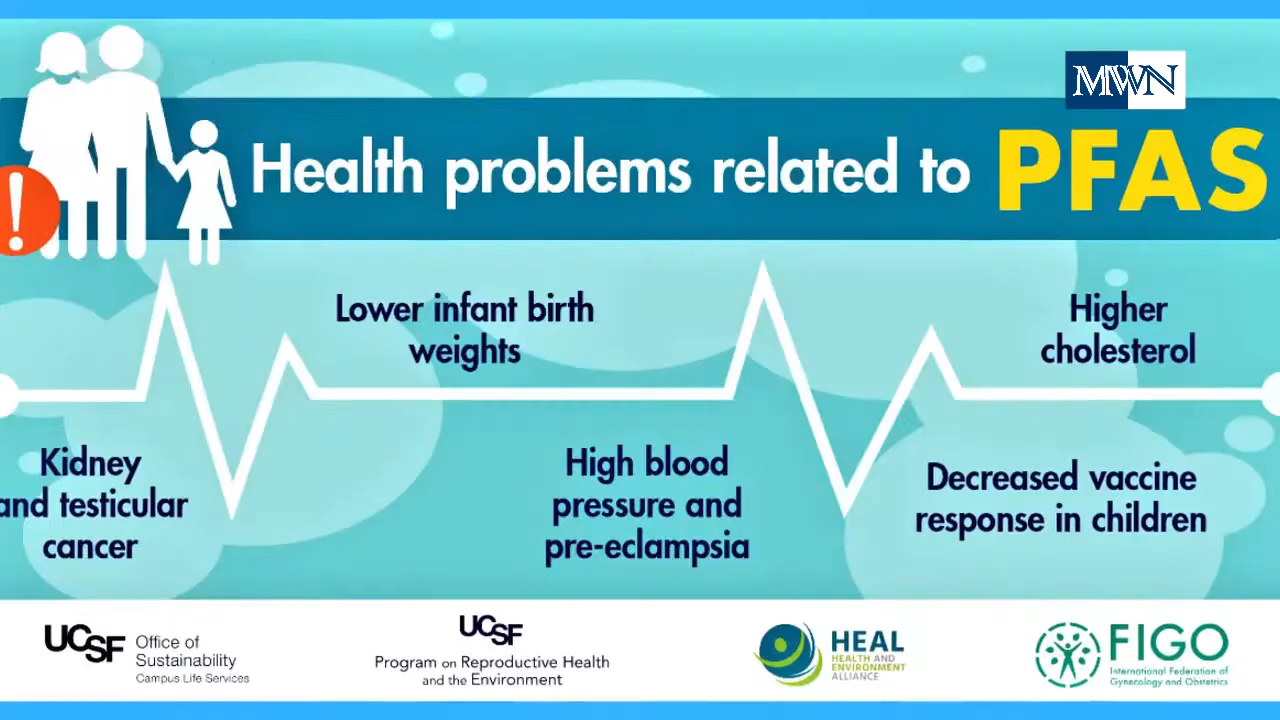 MWN
Health problems related to PFAS
!
Lower infant birth
weights
Higher
cholesterol
Kidney
and testicular
cancer
High blood
pressure and
pre-eclampsia
Decreased vaccine
response in children
UCSF
Office of
Sustainability
Campus Life Services
UCSF
Program on Reproductive Health
and the Environment
HEAL
HEALTH AND
ENVIRONMENT
ALLIANCE
FIGO
International Federation of
Gynecology and Obstetrics